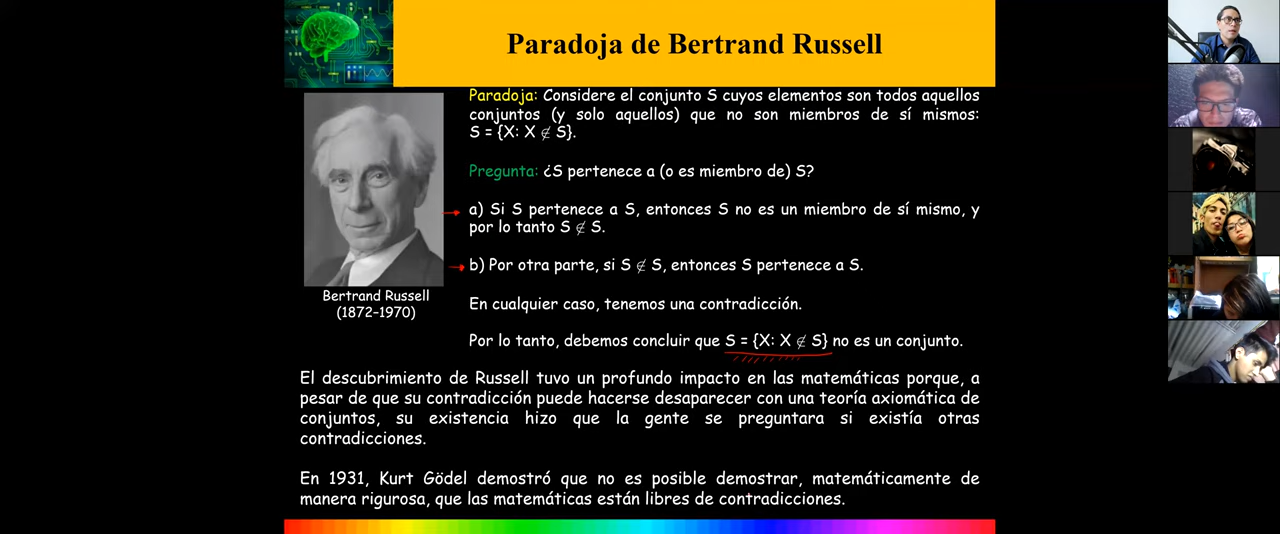 Paradoja de Bertrand Russell
Paradoja: Considere el conjunto S cuyos elementos son todos aquellos
conjuntos (y solo aquellos) que no son miembros de sí mismos:
S = {X: X ∉ S}.
Pregunta: ¿S pertenece a (o es miembro de) S?
a) Si S pertenece a S, entonces S no es un miembro de sí mismo, y
por lo tanto S ∉ S.
b) Por otra parte, si S ∉ S, entonces S pertenece a S.
En cualquier caso, tenemos una contradicción.
Por lo tanto, debemos concluir que S = {X: X ∉ S} no es un conjunto.
Bertrand Russell
(1872-1970)
El descubrimiento de Russell tuvo un profundo impacto en las matemáticas porque, a
pesar de que su contradicción puede hacerse desaparecer con una teoría axiomática de
conjuntos, su existencia hizo que la gente se preguntara si existía otras
contradicciones.
En 1931, Kurt Gödel demostró que no es posible demostrar, matemáticamente de
manera rigurosa, que las matemáticas están libres de contradicciones.